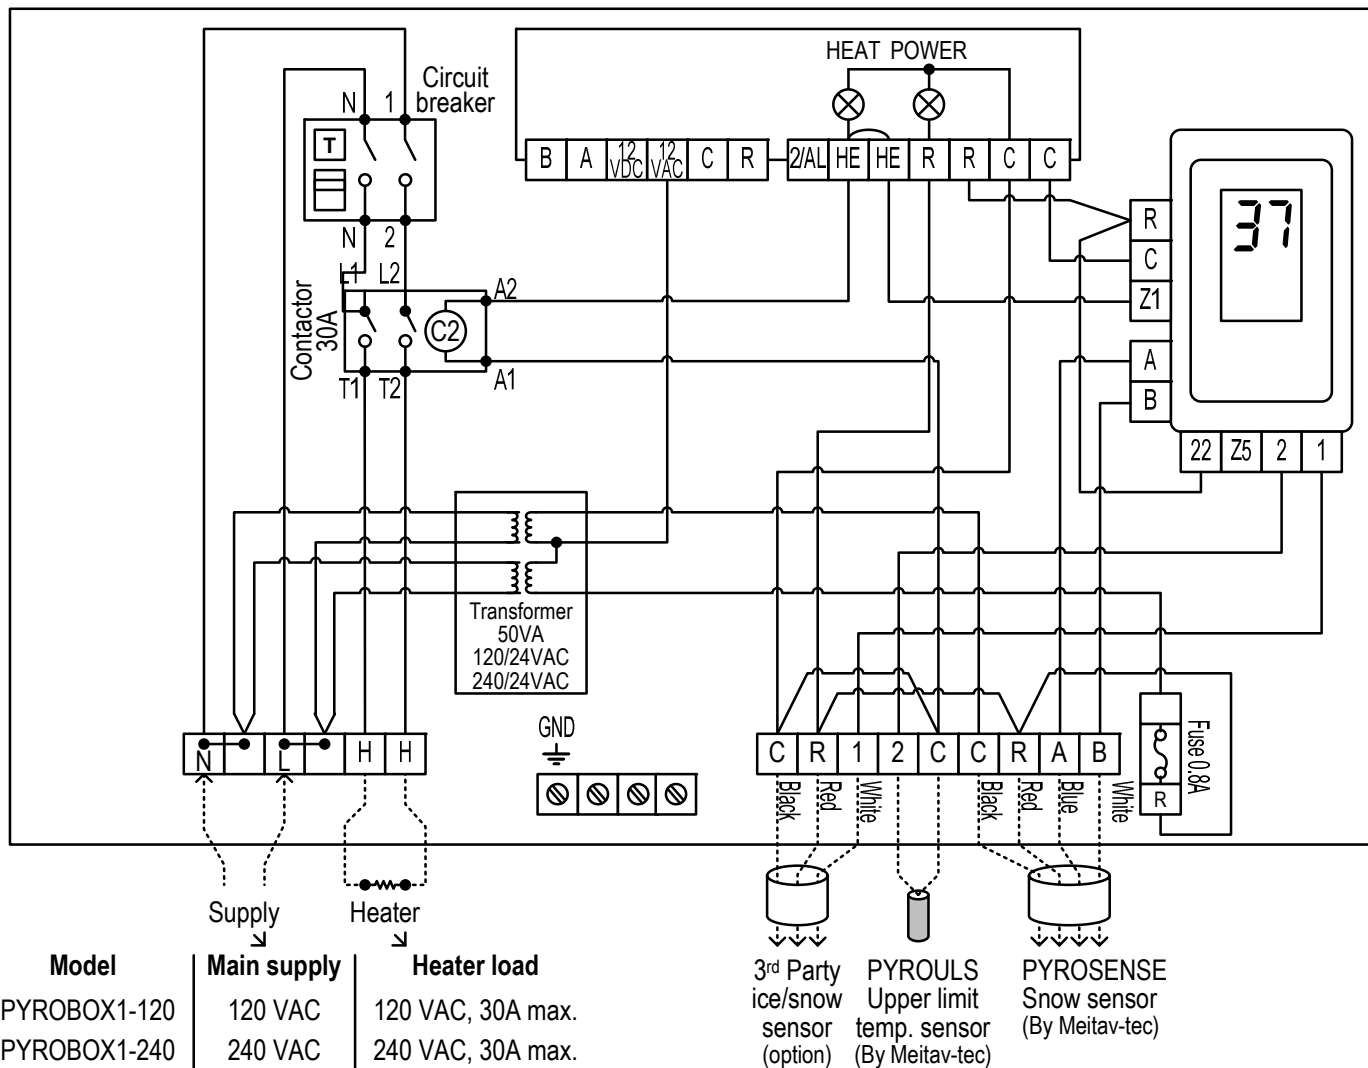 HEAT POWER
Circuit
breaker
N 1
T
N 2
L1 L2
Contactor
30A
C2
A2
A1
T1 T2
B A 12 VDC 12 VAC C R
2/AL HE HE R R C C
37
R
C
Z1
A
B
22 Z5 2 1
Transformer
50VA
120/24VAC
240/24VAC
GND
N L H H
C R 1 2 C C R A B
Black Red White Black Red Blue White
Fuse 0.8A
R
Supply
Heater
3rd Party
ice/snow
sensor
(option)
PYROULS
Upper limit
temp. sensor
(By Meitav-tec)
PYROSENSE
Snow sensor
(By Meitav-tec)
Model Main supply Heater load
PYROBOX1-120 120 VAC 120 VAC, 30A max.
PYROBOX1-240 240 VAC 240 VAC, 30A max.